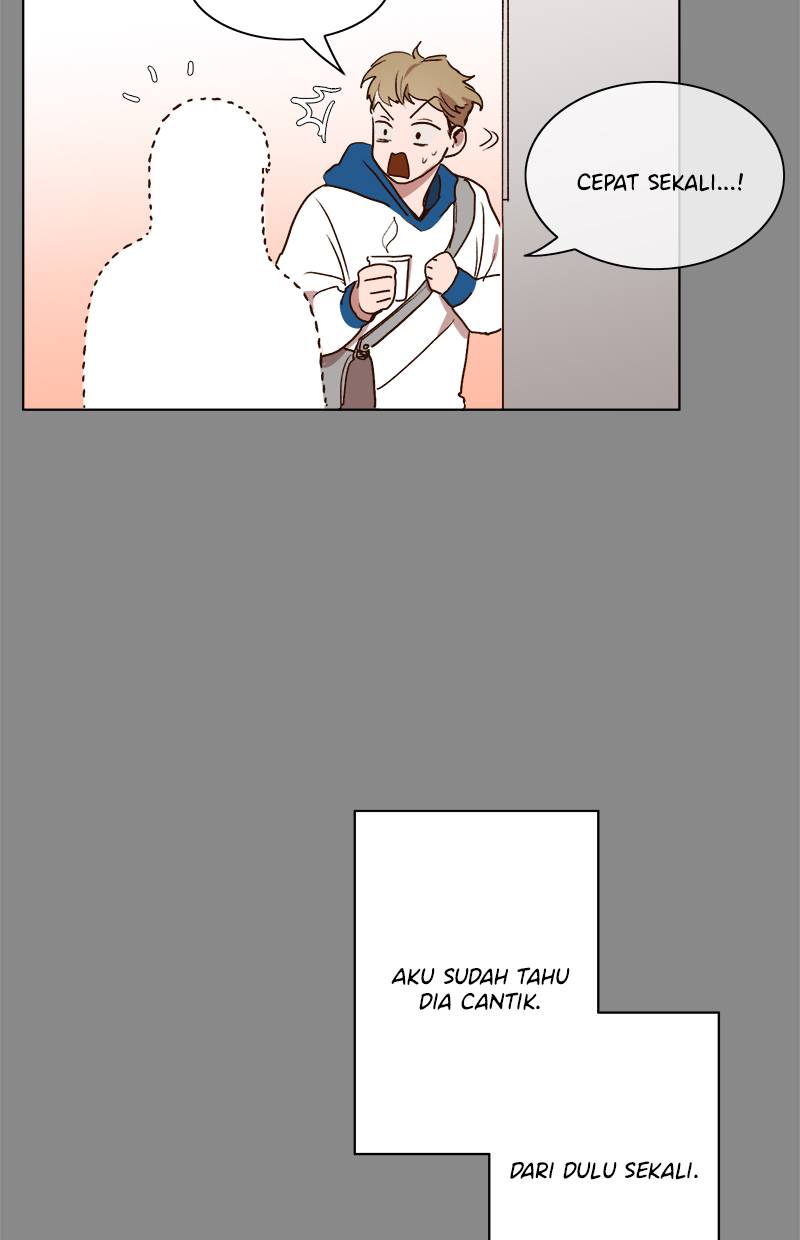 CEPAT SEKALI...!
AKU SUDAH TAHU
DIA CANTIK.
DARI DULU SEKALI.